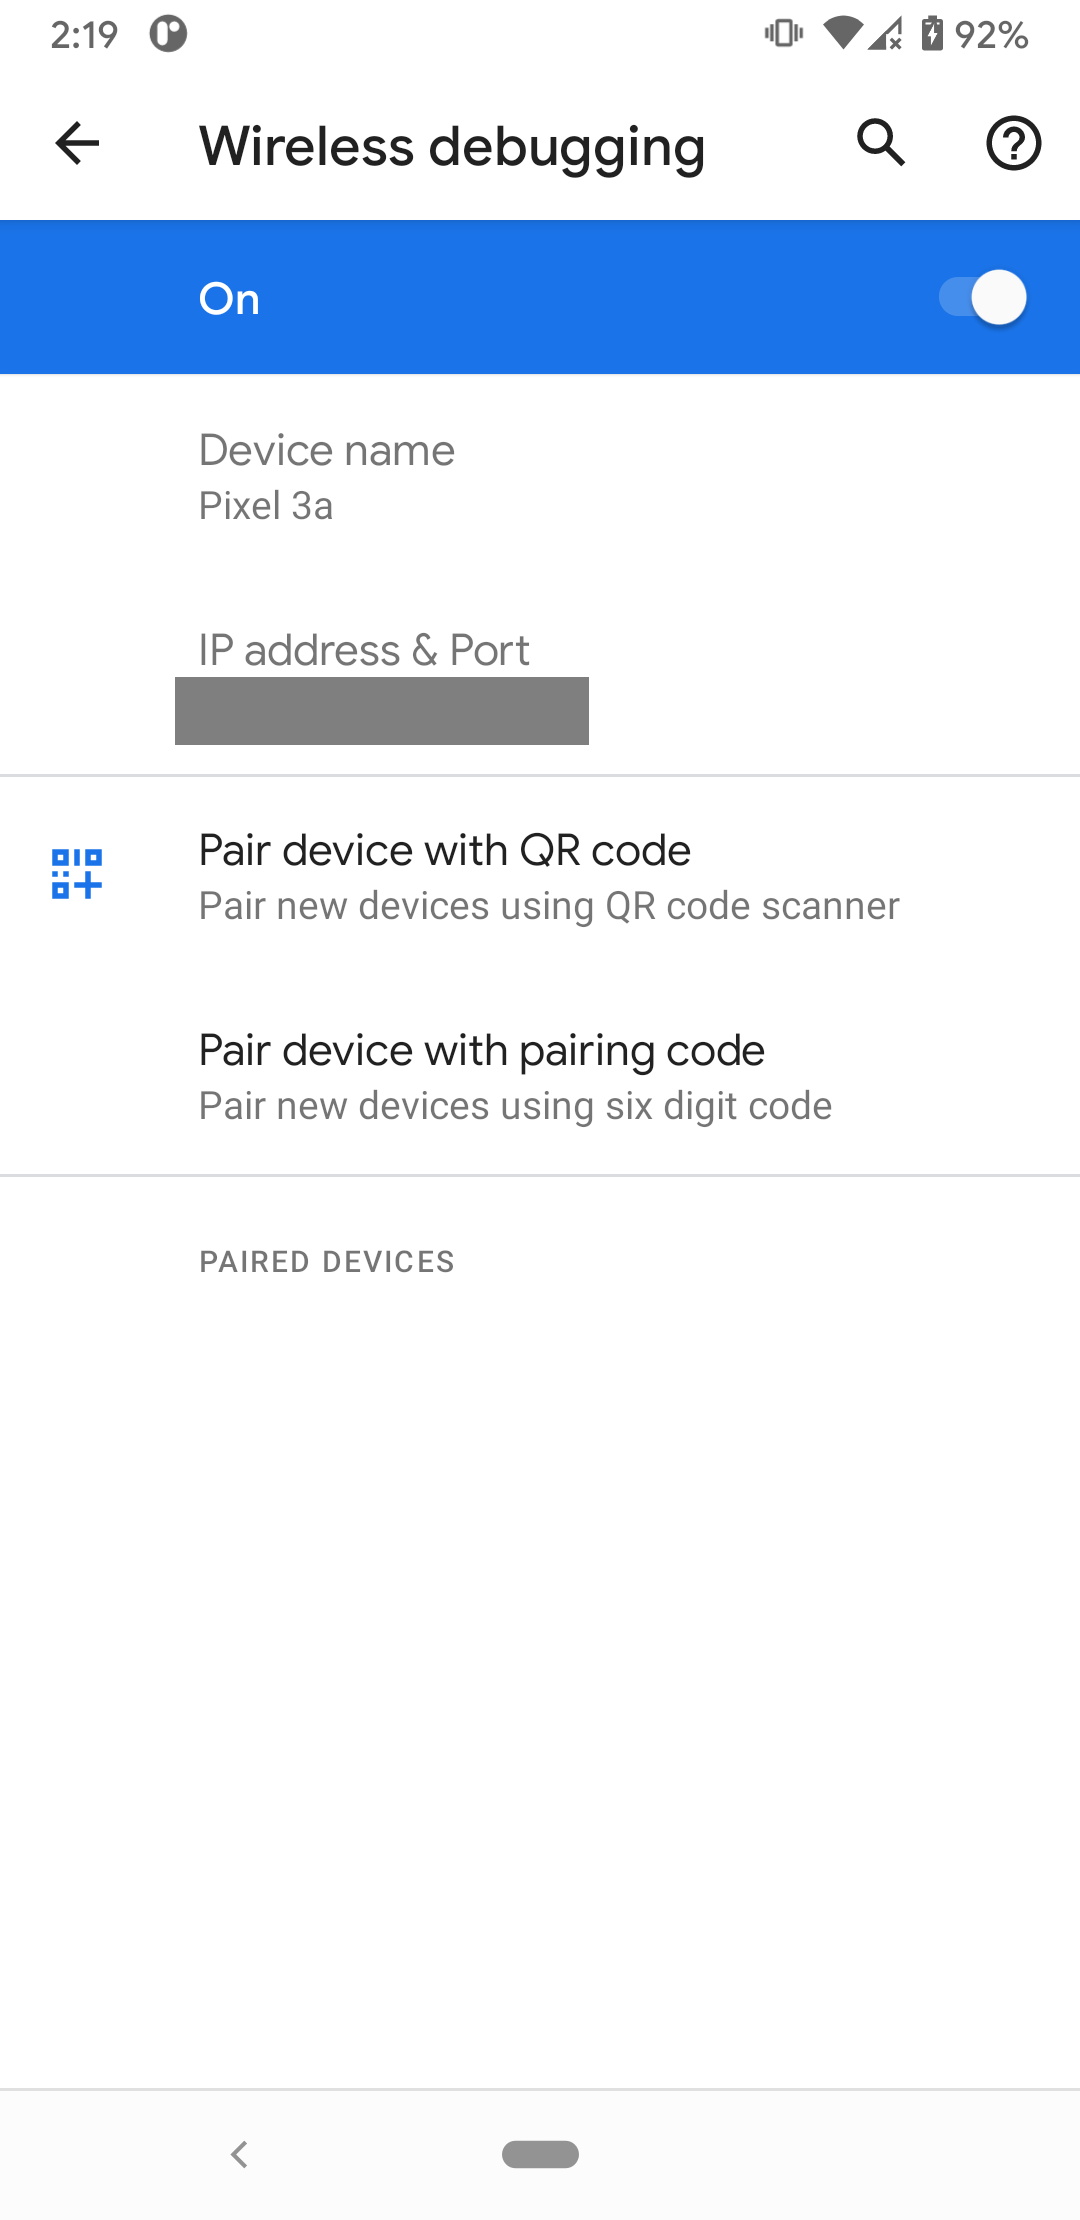 2:19 92%
Wireless debugging
On
Device name
Pixel 3a
IP address & Port
Pair device with QR code
Pair new devices using QR code scanner
Pair device with pairing code
Pair new devices using six digit code
PAIRED DEVICES